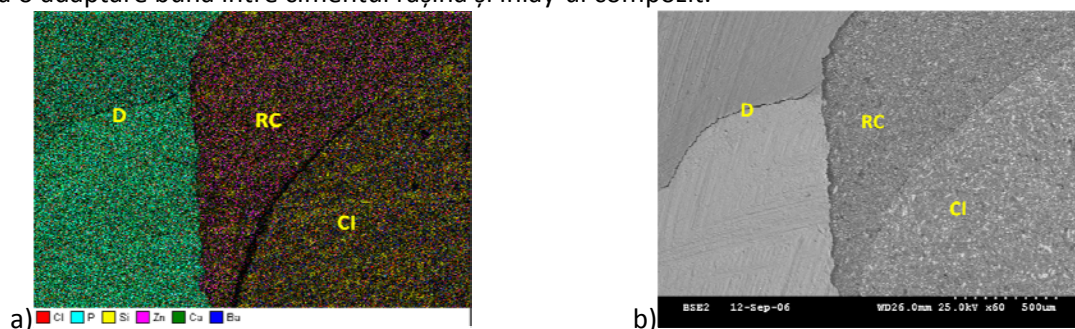 a o adaptare bună între cimentul rășină și inlay-ul compozit.
D RC CI
D RC CI
a) Cl P Si Zn Ca Ba
b) BSE2 12-Sep-06 WD26.0mm 25.0kV x60 500um